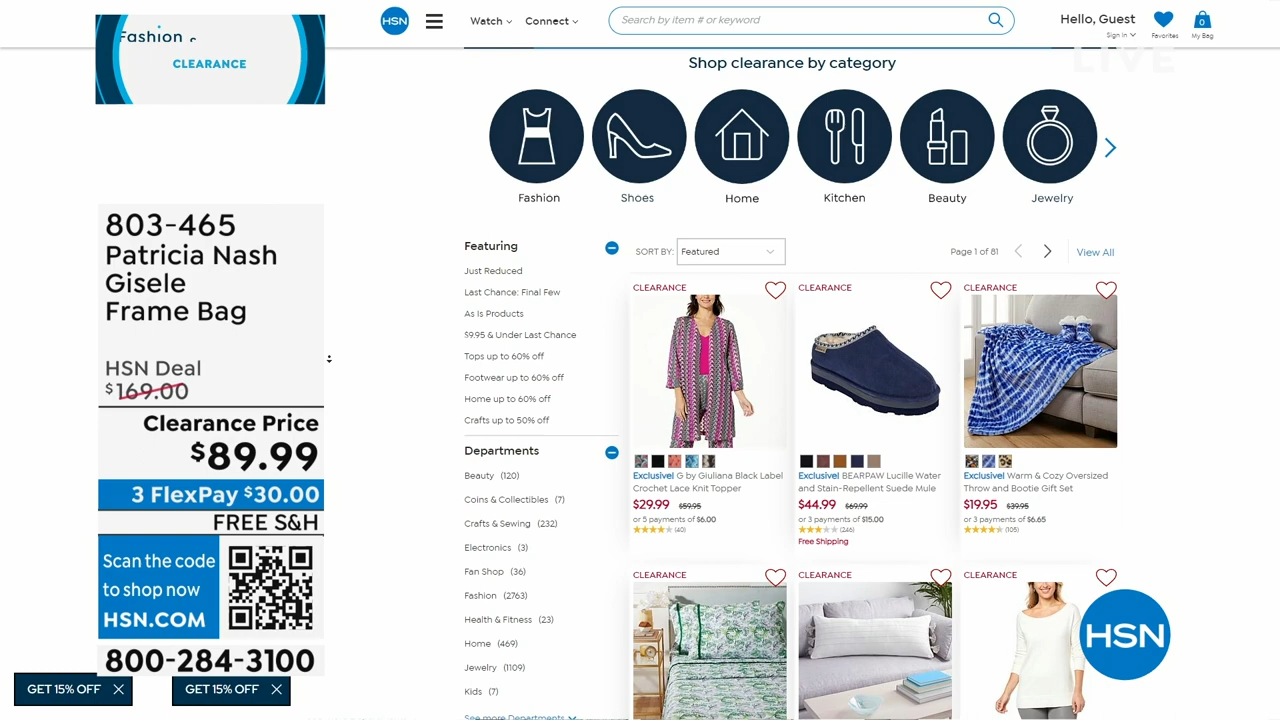 Fashion
CLEARANCE
803-465
Patricia Nash
Gisele
Frame Bag
HSN Deal
$169.00
Clearance Price
$89.99
3 FlexPay $30.00
FREE S&H
Scan the code
to shop now
HSN.COM
800-284-3100
GET 15% OFF
GET 15% OFF
HSN
Watch
Connect
Search by item # or keyword
Hello, Guest
Sign In
Favorites
0
My Bag
LIVE
Shop clearance by category
Fashion
Shoes
Home
Kitchen
Beauty
Jewelry
Featuring
Just Reduced
Last Chance: Final Few
As Is Products
$9.95 & Under Last Chance
Tops up to 60% off
Footwear up to 60% off
Home up to 60% off
Crafts up to 50% off
Departments
Beauty (120)
Coins & Collectibles (7)
Crafts & Sewing (232)
Electronics (3)
Fan Shop (36)
Fashion (2763)
Health & Fitness (23)
Home (469)
Jewelry (1109)
Kids (7)
See more Departments
SORT BY: Featured
Page 1 of 81
View All
CLEARANCE
Exclusive! G by Giuliana Black Label
Crochet Lace Knit Topper
$29.99 $59.95
or 5 payments of $6.00
(40)
CLEARANCE
Exclusive! BEARPAW Lucille Water
and Stain-Repellent Suede Mule
$44.99 $69.99
or 3 payments of $15.00
(246)
Free Shipping
CLEARANCE
Exclusive! Warm & Cozy Oversized
Throw and Bootie Gift Set
$19.95 $39.95
or 3 payments of $6.65
(105)
CLEARANCE
CLEARANCE
CLEARANCE
HSN